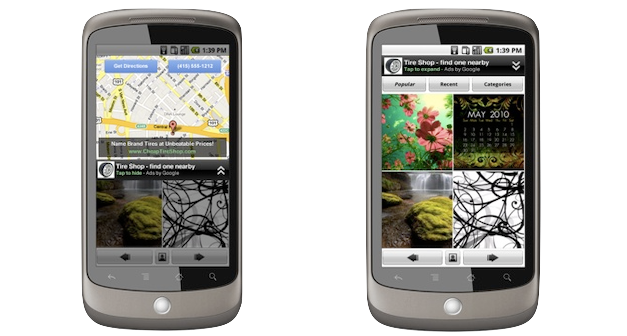 1:39 PM
Get Directions
(415) 555-1212
Central
Name Brand Tires at Unbeatable Prices!
www.CheapTireShop.com
Tire Shop - find one nearby
Tap to hide - Ads by Google
1:39 PM
Tire Shop - find one nearby
Tap to expand - Ads by Google
Popular
Recent
Categories
MAY 2010